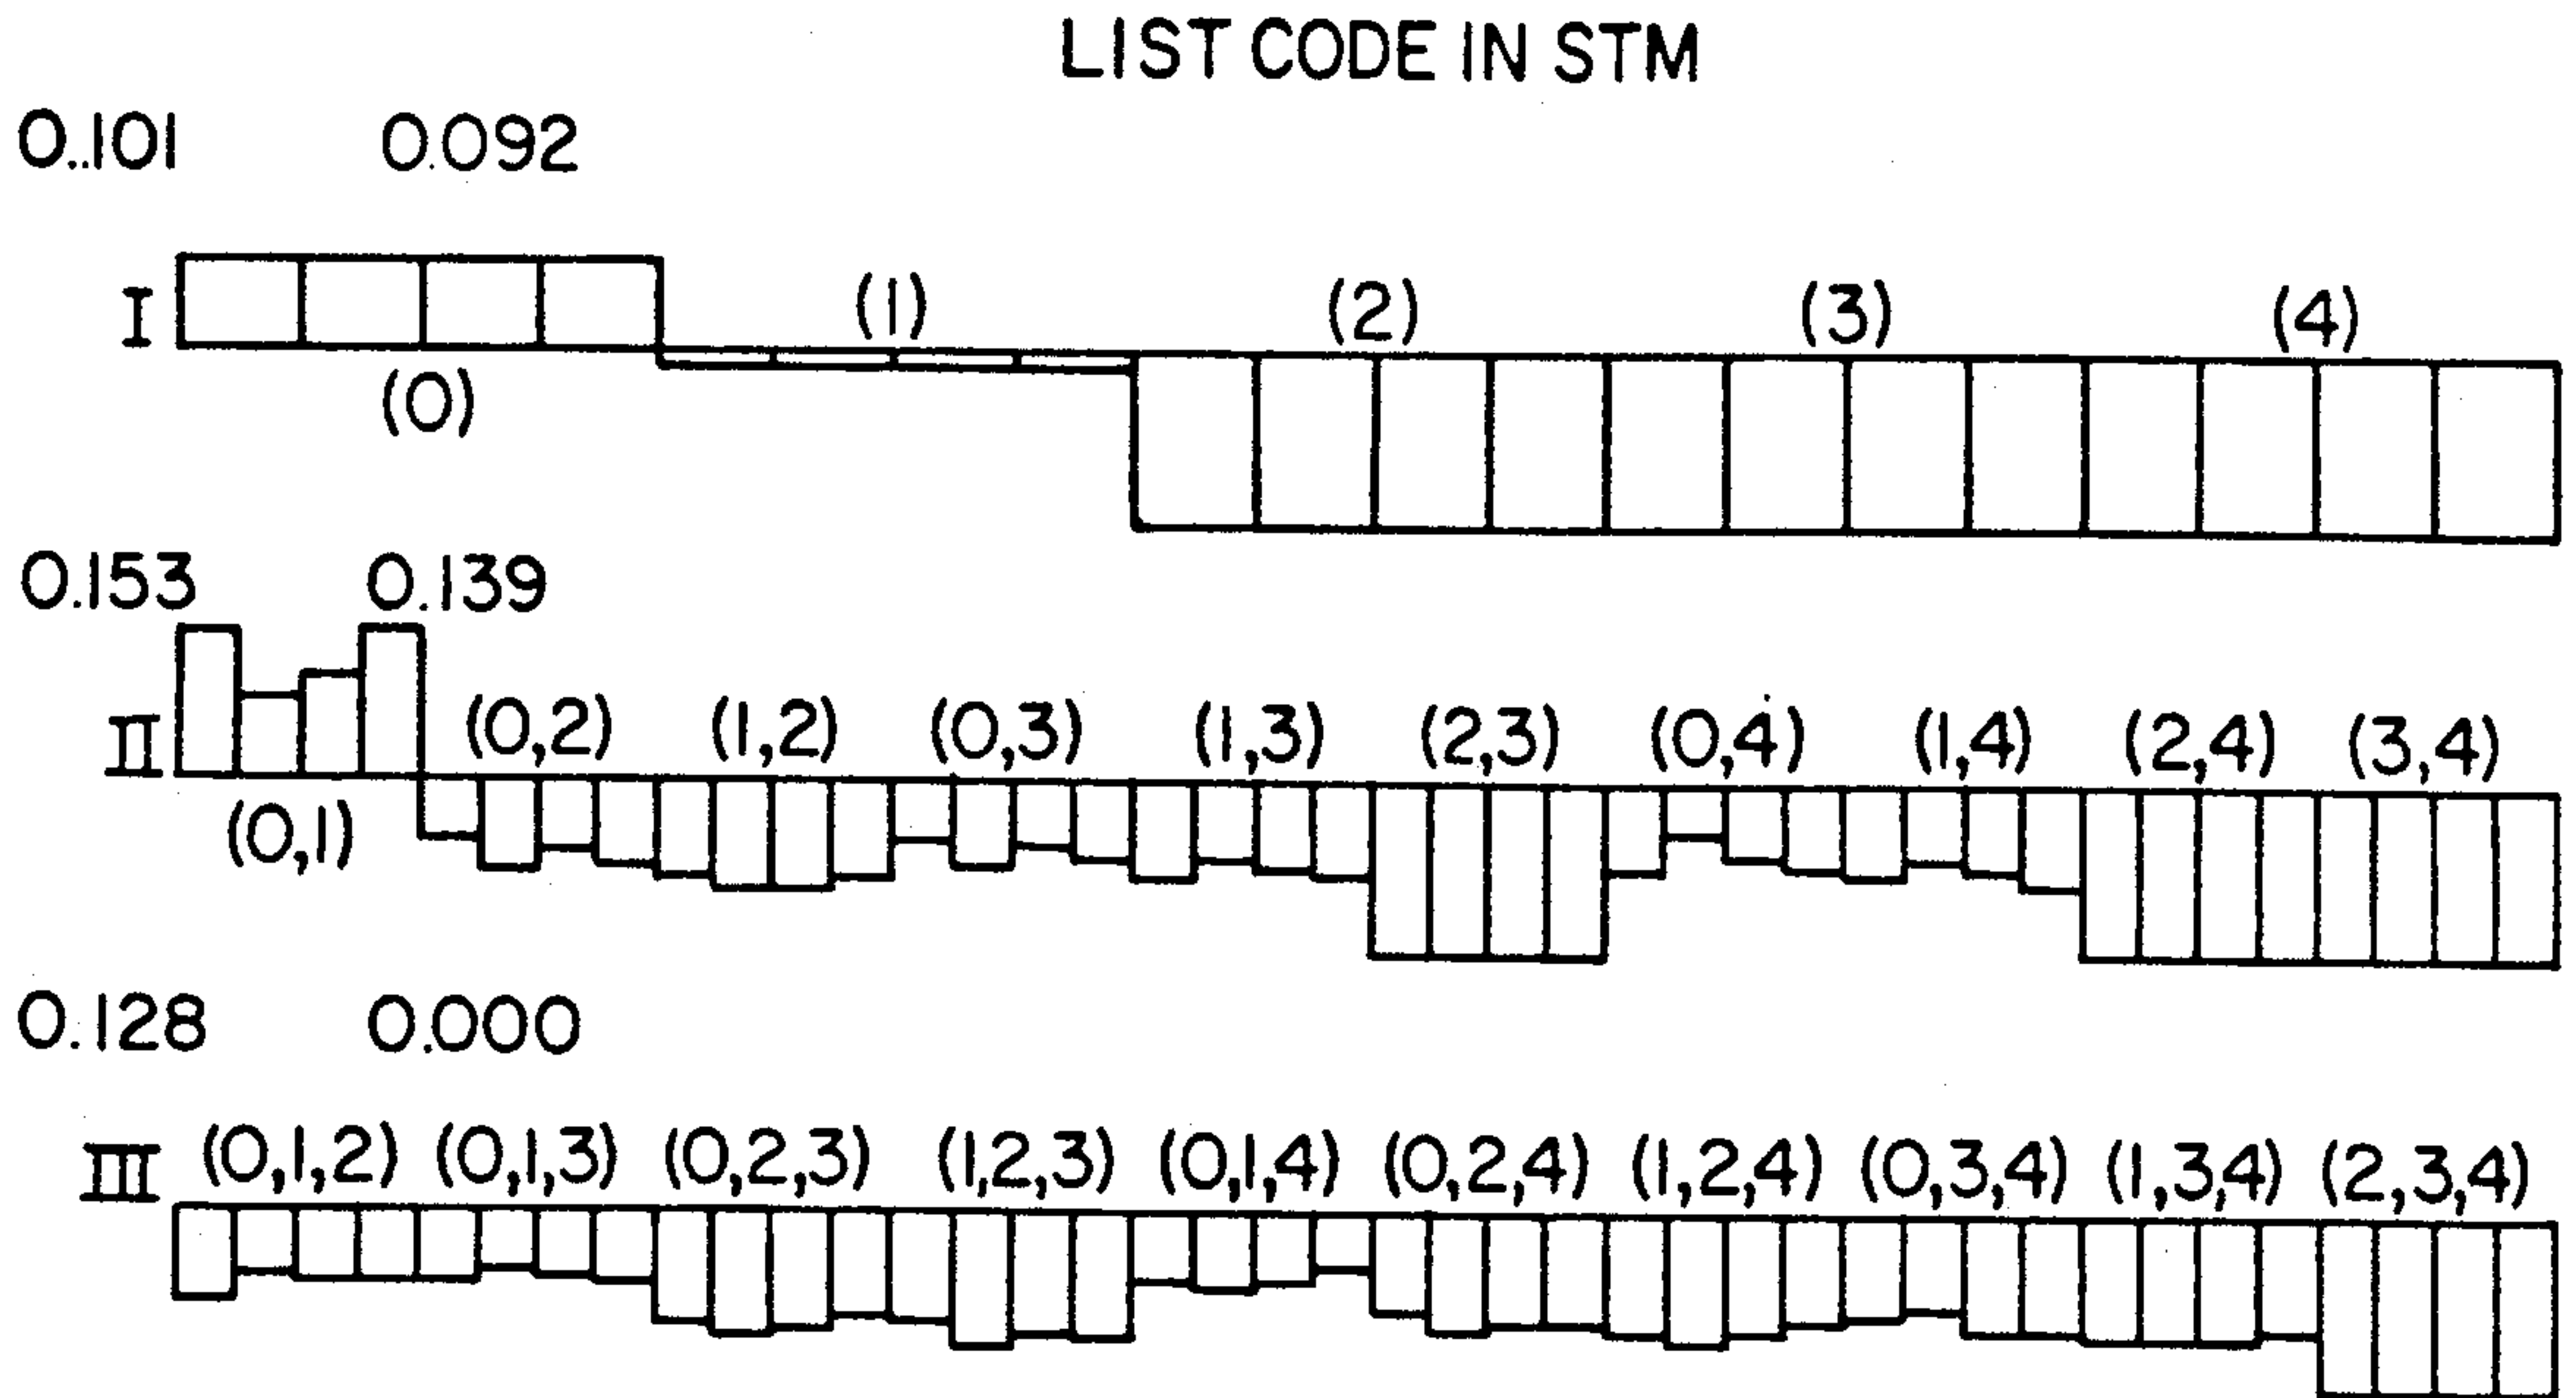 LIST CODE IN STM
0.101 0.092
I (0) (1) (2) (3) (4)
0.153 0.139
II (0,1) (0,2) (1,2) (0,3) (1,3) (2,3) (0,4) (1,4) (2,4) (3,4)
0.128 0.000
III (0,1,2) (0,1,3) (0,2,3) (1,2,3) (0,1,4) (0,2,4) (1,2,4) (0,3,4) (1,3,4) (2,3,4)